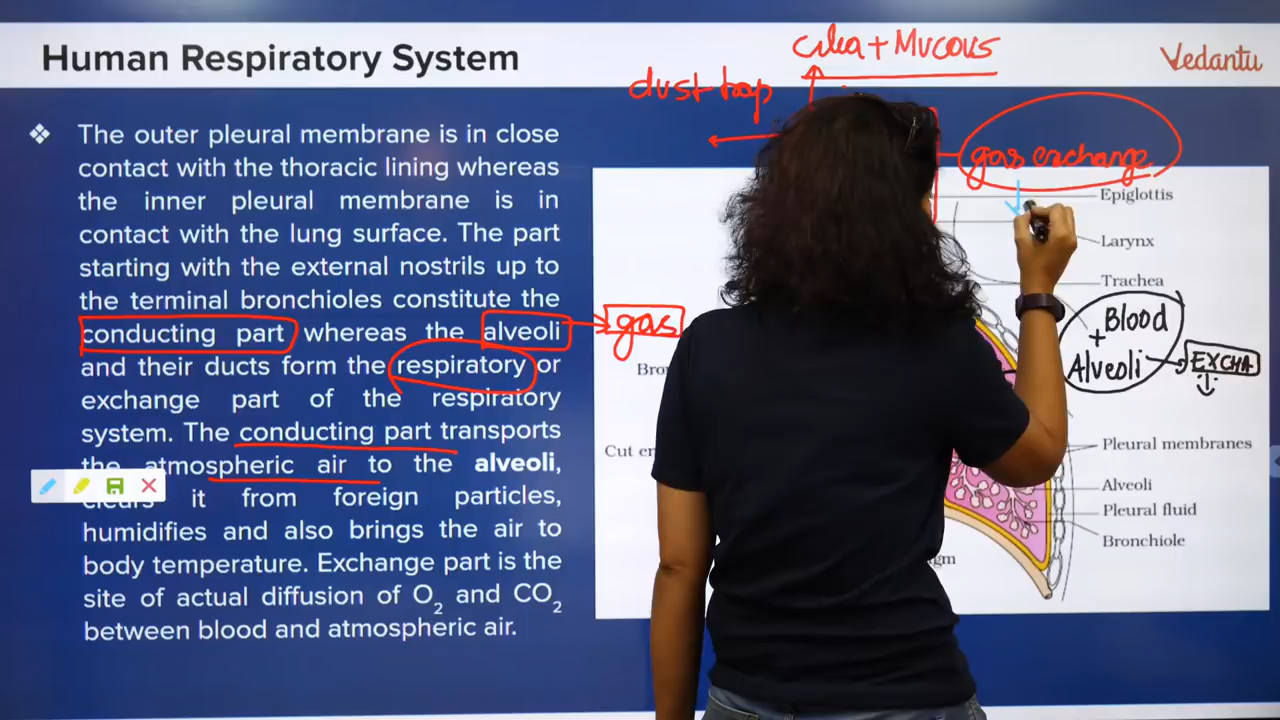 Human Respiratory System
Vedantu
cilia + Mucous
dust trap
gas exchange
❖ The outer pleural membrane is in close
contact with the thoracic lining whereas
the inner pleural membrane is in
contact with the lung surface. The part
starting with the external nostrils up to
the terminal bronchioles constitute the
conducting part whereas the alveoli
and their ducts form the respiratory or
exchange part of the respiratory
system. The conducting part transports
the atmospheric air to the alveoli,
clears it from foreign particles,
humidifies and also brings the air to
body temperature. Exchange part is the
site of actual diffusion of O2 and CO2
between blood and atmospheric air.
gas
Bro
Cut e
Epiglottis
Larynx
Trachea
Blood
+
Alveoli
EXCHA
Pleural membranes
Alveoli
Pleural fluid
Bronchiole
gm